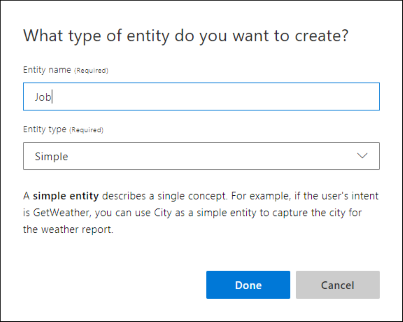 What type of entity do you want to create?
Entity name (Required)
Job
Entity type (Required)
Simple
A simple entity describes a single concept. For example, if the user's intent
is GetWeather, you can use City as a simple entity to capture the city for
the weather report.
Done Cancel